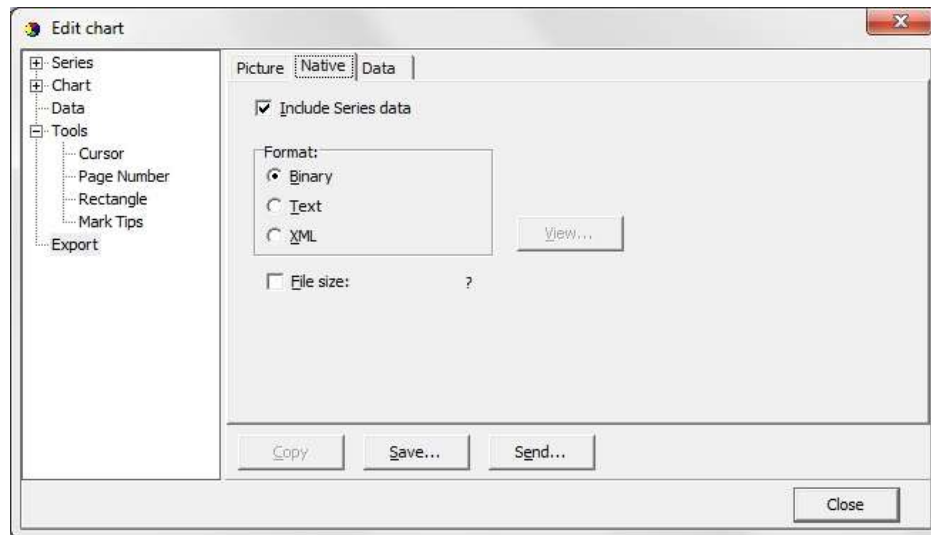 Edit chart
Series
Chart
Data
Tools
Cursor
Page Number
Rectangle
Mark Tips
Export
Picture Native Data
Include Series data
Format:
Binary
Text
XML
View...
File size: ?
Copy Save... Send...
Close